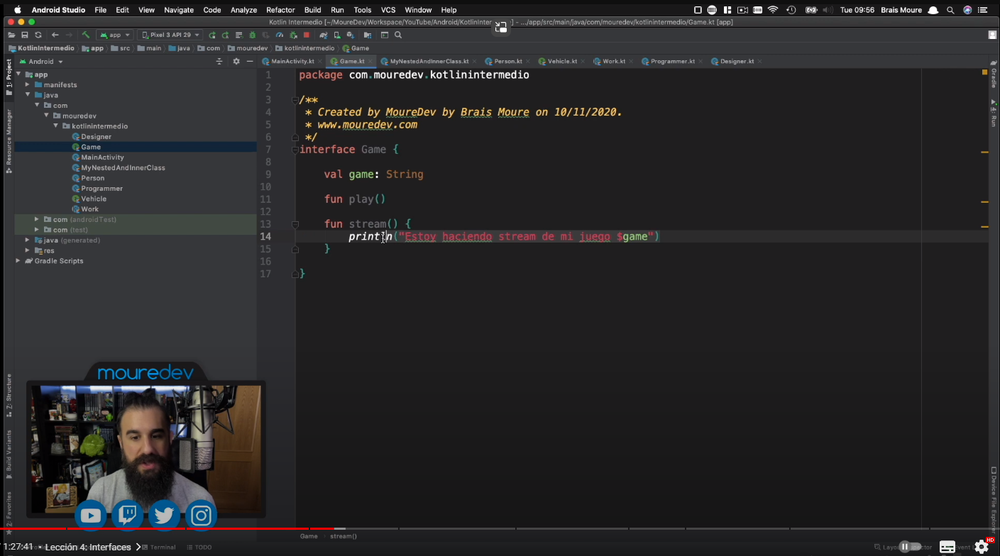 Android Studio File Edit View Navigate Code Analyze Refactor Build Run Tools VCS Window Help Tue 09:56 Brais Moure
Kotlin Intermedio [~/MoureDev/Workspace/YouTube/Android/KotlinInter
e] - .../app/src/main/java/com/mouredev/kotlinintermedio/Game.kt [app]
app Pixel 3 API 29
KotlinIntermedio app src main java com mouredev kotlinintermedio Game
Android
MainActivity.kt Game.kt MyNestedAndInnerClass.kt Person.kt Vehicle.kt Work.kt Programmer.kt Designer.kt
1: Project
Resource Manager
7: Structure
Build Variants
2: Favorites
app
manifests
java
com
mouredev
kotlinintermedio
Designer
Game
MainActivity
MyNestedAndInnerClass
Person
Programmer
Vehicle
Work
com (androidTest)
com (test)
java (generated)
res
Gradle Scripts
1 package com.mouredev.kotlinintermedio
2
3 /**
4 * Created by MoureDev by Brais Moure on 10/11/2020.
5 * www.mouredev.com
6 */
7 interface Game {
8
9 val game: String
10
11 fun play()
12
13 fun stream() {
14 println("Estoy haciendo stream de mi juego $game")
15 }
16
17 }
Gradle
4: Run
Device File Explorer
mouredev
Game stream()
1:27:41 • Lección 4: Interfaces
Terminal TODO
HD